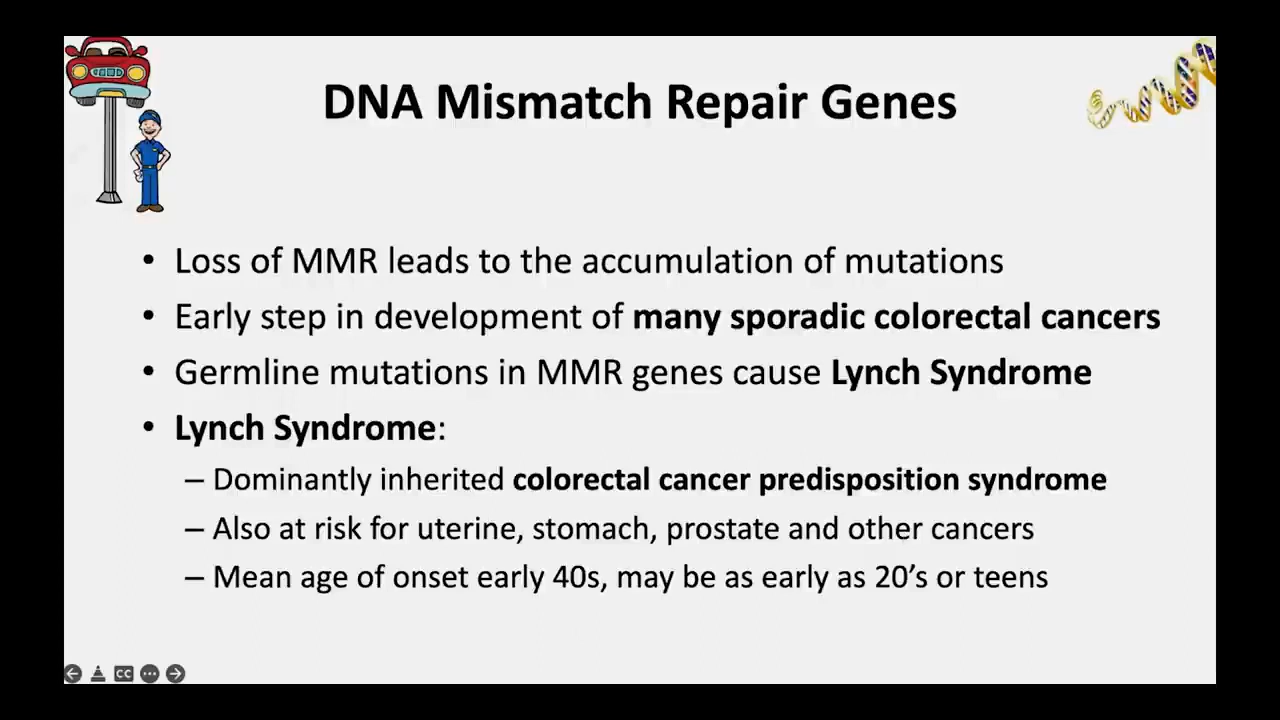 DNA Mismatch Repair Genes
• Loss of MMR leads to the accumulation of mutations
• Early step in development of many sporadic colorectal cancers
• Germline mutations in MMR genes cause Lynch Syndrome
• Lynch Syndrome:
– Dominantly inherited colorectal cancer predisposition syndrome
– Also at risk for uterine, stomach, prostate and other cancers
– Mean age of onset early 40s, may be as early as 20’s or teens
CC